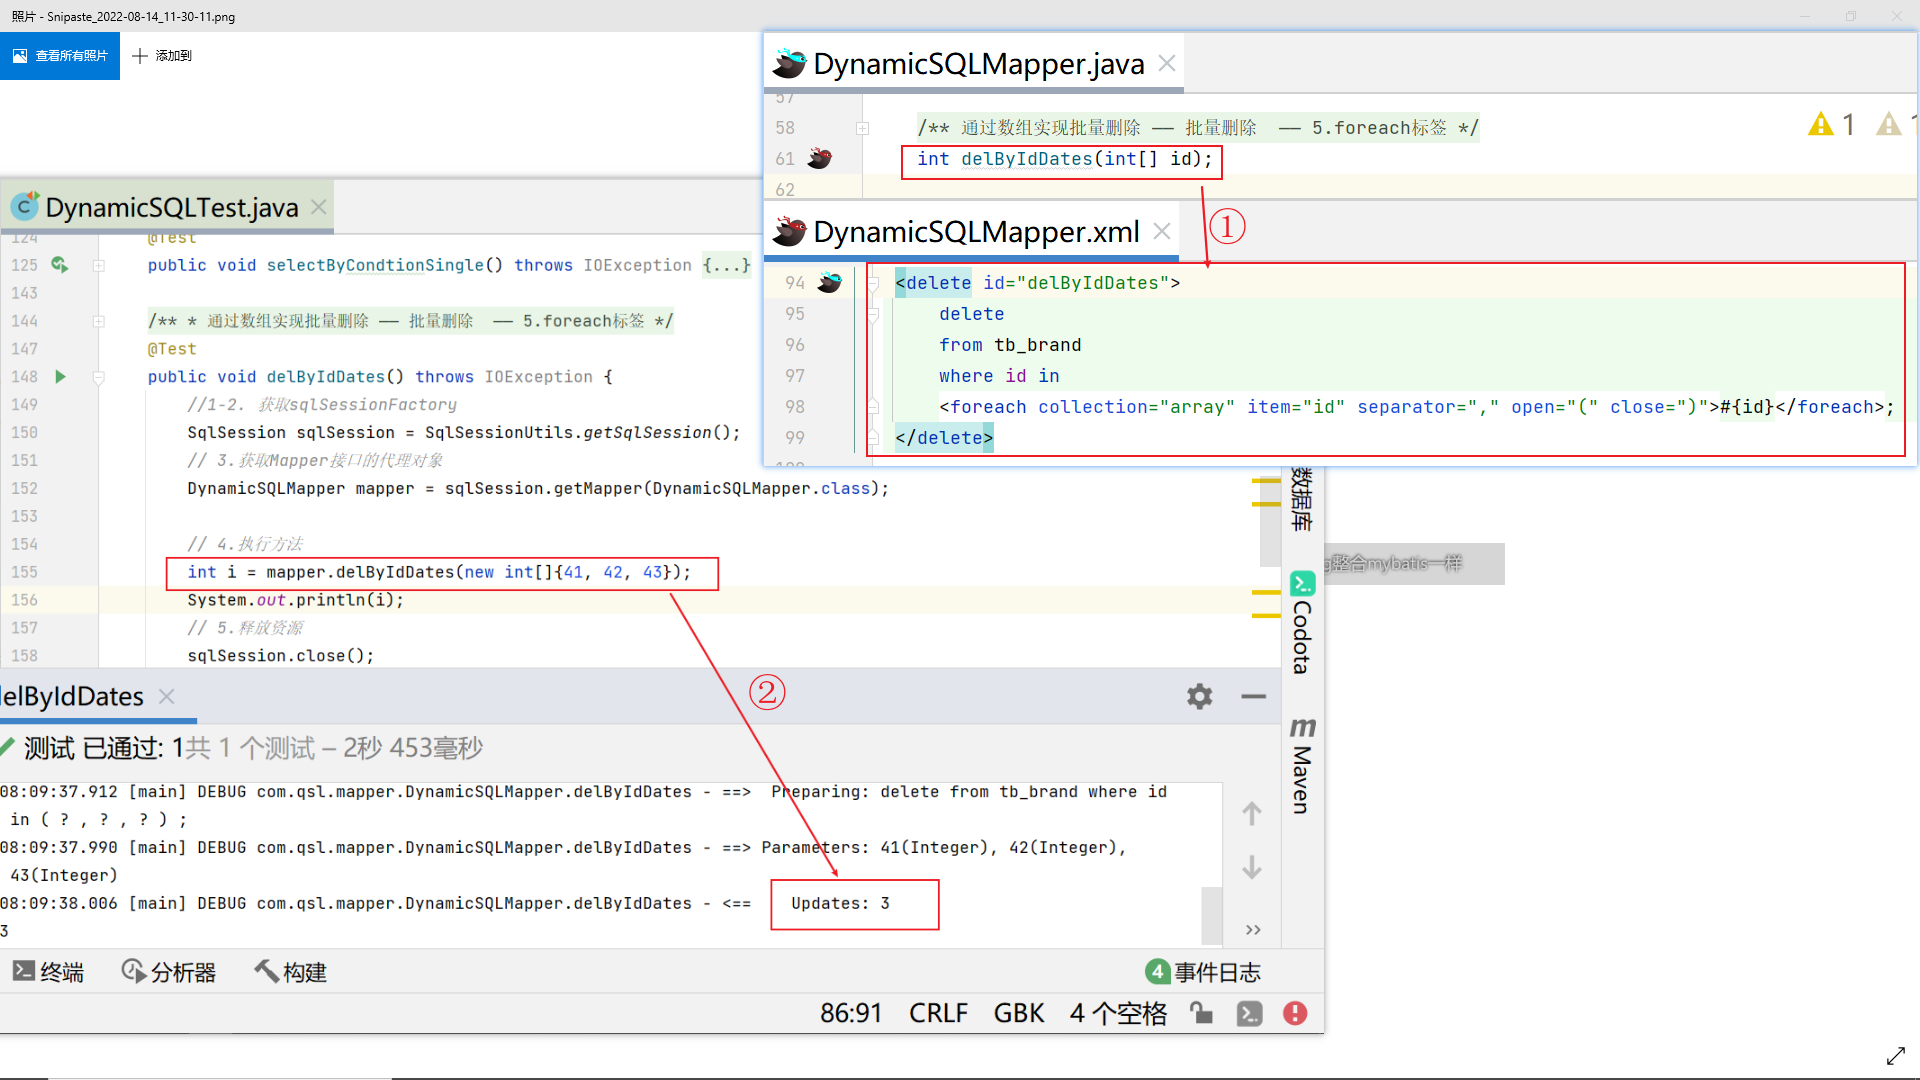 照片 - Snipaste_2022-08-14_11-30-11.png
查看所有照片
添加到
DynamicSQLMapper.java
57
58 /** 通过数组实现批量删除 —— 批量删除  —— 5.foreach标签 */
61 int delByIdDates(int[] id);
62
1
①
DynamicSQLMapper.xml
94 <delete id="delByIdDates">
95 delete
96 from tb_brand
97 where id in
98 <foreach collection="array" item="id" separator="," open="(" close=")">#{id}</foreach>;
99 </delete>
DynamicSQLTest.java
124 @Test
125 public void selectByCondtionSingle() throws IOException {...}
143
144 /** * 通过数组实现批量删除 —— 批量删除  —— 5.foreach标签 */
147 @Test
148 public void delByIdDates() throws IOException {
149 //1-2. 获取sqlSessionFactory
150 SqlSession sqlSession = SqlSessionUtils.getSqlSession();
151 // 3.获取Mapper接口的代理对象
152 DynamicSQLMapper mapper = sqlSession.getMapper(DynamicSQLMapper.class);
153
154 // 4.执行方法
155 int i = mapper.delByIdDates(new int[]{41, 42, 43});
156 System.out.println(i);
157 // 5.释放资源
158 sqlSession.close();
数据库
Codota
m Maven
整合mybatis一样
elByIdDates
②
测试 已通过: 1共 1 个测试 – 2秒 453毫秒
08:09:37.912 [main] DEBUG com.qsl.mapper.DynamicSQLMapper.delByIdDates - ==>  Preparing: delete from tb_brand where id
in ( ? , ? , ? ) ;
08:09:37.990 [main] DEBUG com.qsl.mapper.DynamicSQLMapper.delByIdDates - ==> Parameters: 41(Integer), 42(Integer),
43(Integer)
08:09:38.006 [main] DEBUG com.qsl.mapper.DynamicSQLMapper.delByIdDates - <==    Updates: 3
3
终端 分析器 构建 4 事件日志
86:91 CRLF GBK 4 个空格